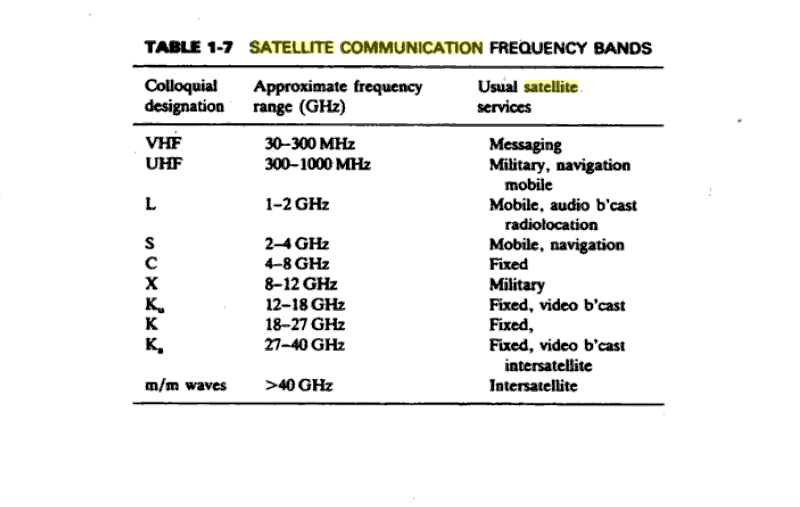 TABLE 1-7 SATELLITE COMMUNICATION FREQUENCY BANDS
Colloquial designation Approximate frequency range (GHz) Usual satellite services
VHF 30–300 MHz Messaging
UHF 300–1000 MHz Military, navigation
mobile
L 1–2 GHz Mobile, audio b'cast
radiolocation
S 2–4 GHz Mobile, navigation
C 4–8 GHz Fixed
X 8–12 GHz Military
Ku 12–18 GHz Fixed, video b'cast
K 18–27 GHz Fixed,
Ka 27–40 GHz Fixed, video b'cast
intersatellite
m/m waves >40 GHz Intersatellite